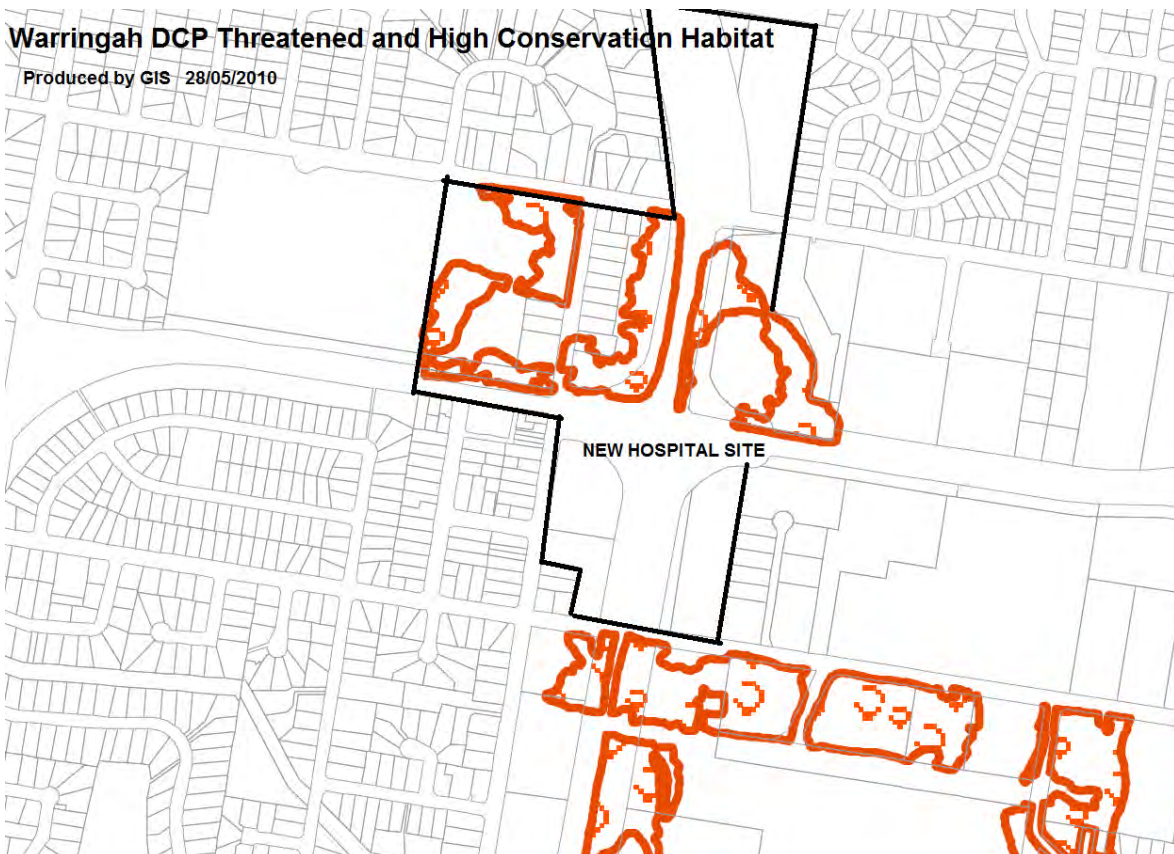 Warringah DCP Threatened and High Conservation Habitat
Produced by GIS 28/05/2010
NEW HOSPITAL SITE